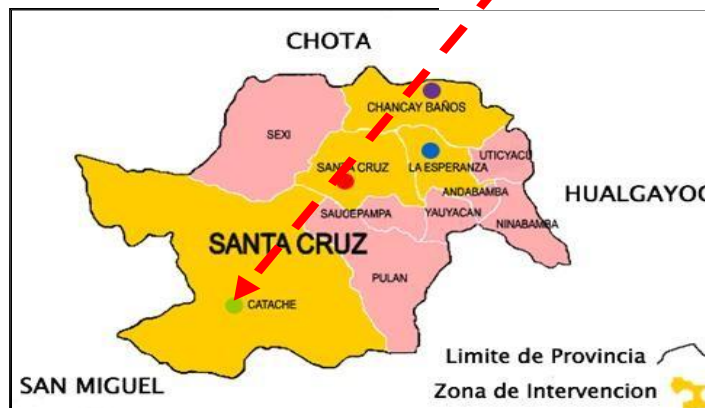 CHOTA
CHANCAY BAÑOS
SEXI
SANTA CRUZ
LA ESPERANZA
UTICYACU
ANDABAMBA
HUALGAYOC
SAUCEPAMPA
YAUYACAN
NINABAMBA
SANTA CRUZ
PULAN
CATACHE
Limite de Provincia
SAN MIGUEL
Zona de Intervencion